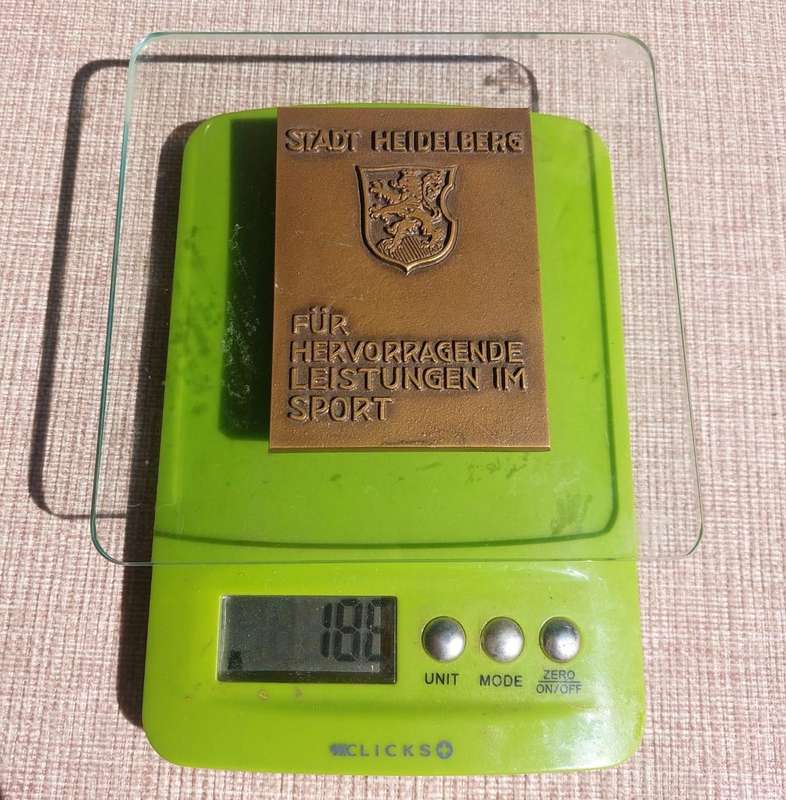 STADT HEIDELBERG
FÜR
HERVORRAGENDE
LEISTUNGEN IM
SPORT
188
UNIT MODE ZERO
ON/OFF
CLICKS